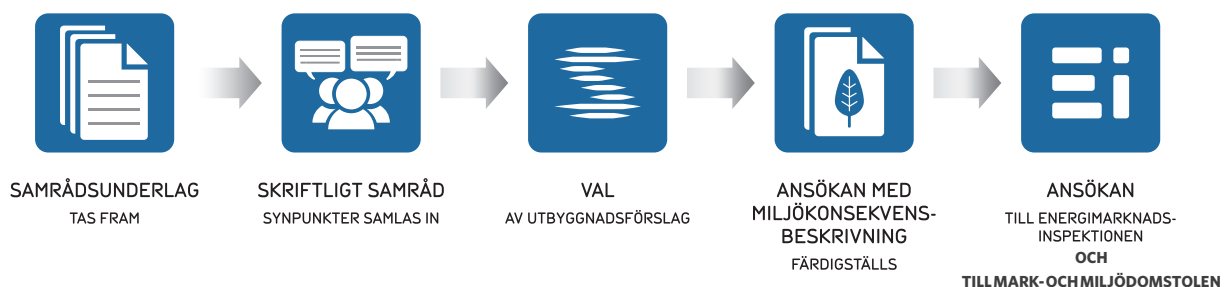 SAMRÅDSUNDERLAG
TAS FRAM
SKRIFTLIGT SAMRÅD
SYNPUNKTER SAMLAS IN
VAL
AV UTBYGGNADSFÖRSLAG
ANSÖKAN MED
MILJÖKONSEKVENS-
BESKRIVNING
FÄRDIGSTÄLLS
Ei
ANSÖKAN
TILL ENERGIMARKNADS-
INSPEKTIONEN
OCH
TILL MARK- OCH MILJÖDOMSTOLEN